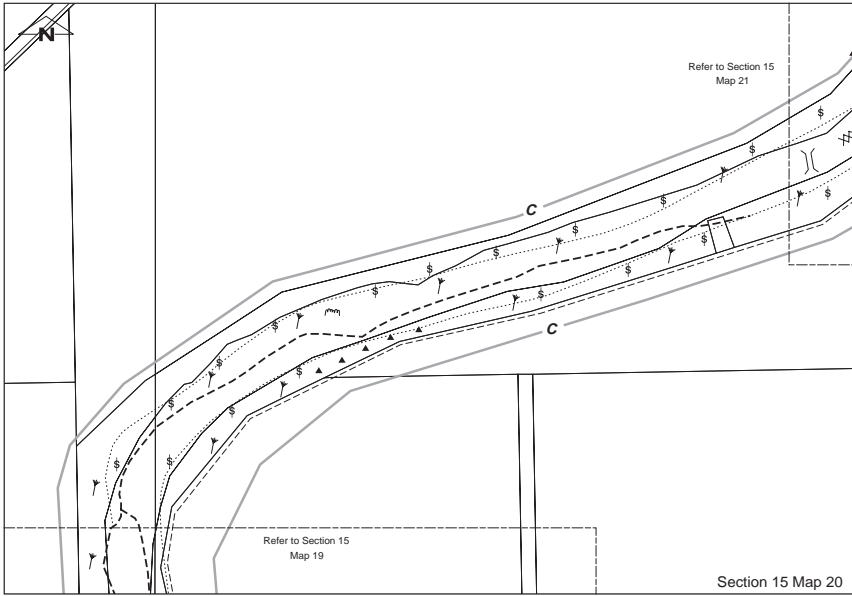 N
Refer to Section 15
Map 21
C
C
Refer to Section 15
Map 19
Section 15 Map 20